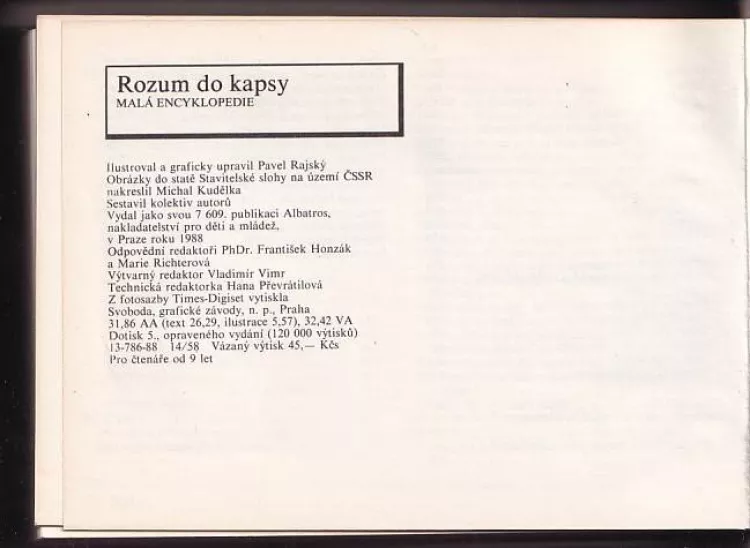 Rozum do kapsy
MALÁ ENCYKLOPEDIE
Ilustroval a graficky upravil Pavel Rajský
Obrázky do statě Stavitelské slohy na území ČSSR
nakreslil Michal Kudělka
Sestavil kolektiv autorů
Vydal jako svou 7 609. publikaci Albatros,
nakladatelství pro děti a mládež,
v Praze roku 1988
Odpovědní redaktoři PhDr. František Honzák
a Marie Richterová
Výtvarný redaktor Vladimír Vimr
Technická redaktorka Hana Převrátilová
Z fotosazby Times-Digiset vytiskla
Svoboda, grafické závody, n. p., Praha
31,86 AA (text 26,29, ilustrace 5,57), 32,42 VA
Dotisk 5., opraveného vydání (120 000 výtisků)
13-786-88 14/58 Vázaný výtisk 45,— Kčs
Pro čtenáře od 9 let